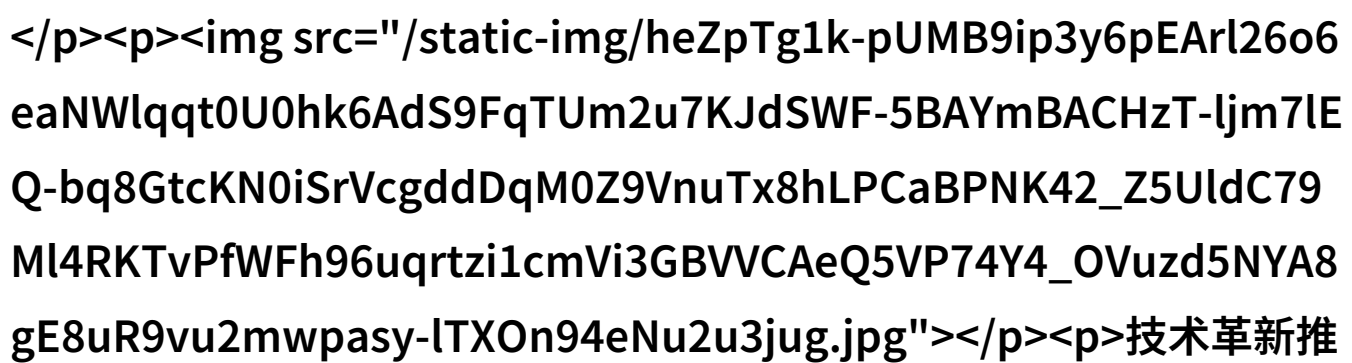 </p><p><img src="/static-img/heZpTg1k-pUMB9ip3y6pEArl26o6
eaNWlqqt0U0hk6AdS9FqTUm2u7KJdSWF-5BAYmBACHzT-ljm7lE
Q-bq8GtcKN0iSrVcgddDqM0Z9VnuTx8hLPCaBPNK42_Z5UldC79
Ml4RKTvPfWFh96uqrtzi1cmVi3GBVVCAeQ5VP74Y4_OVuzd5NYA8
gE8uR9vu2mwpasy-lTXOn94eNu2u3jug.jpg"></p><p>技术革新推